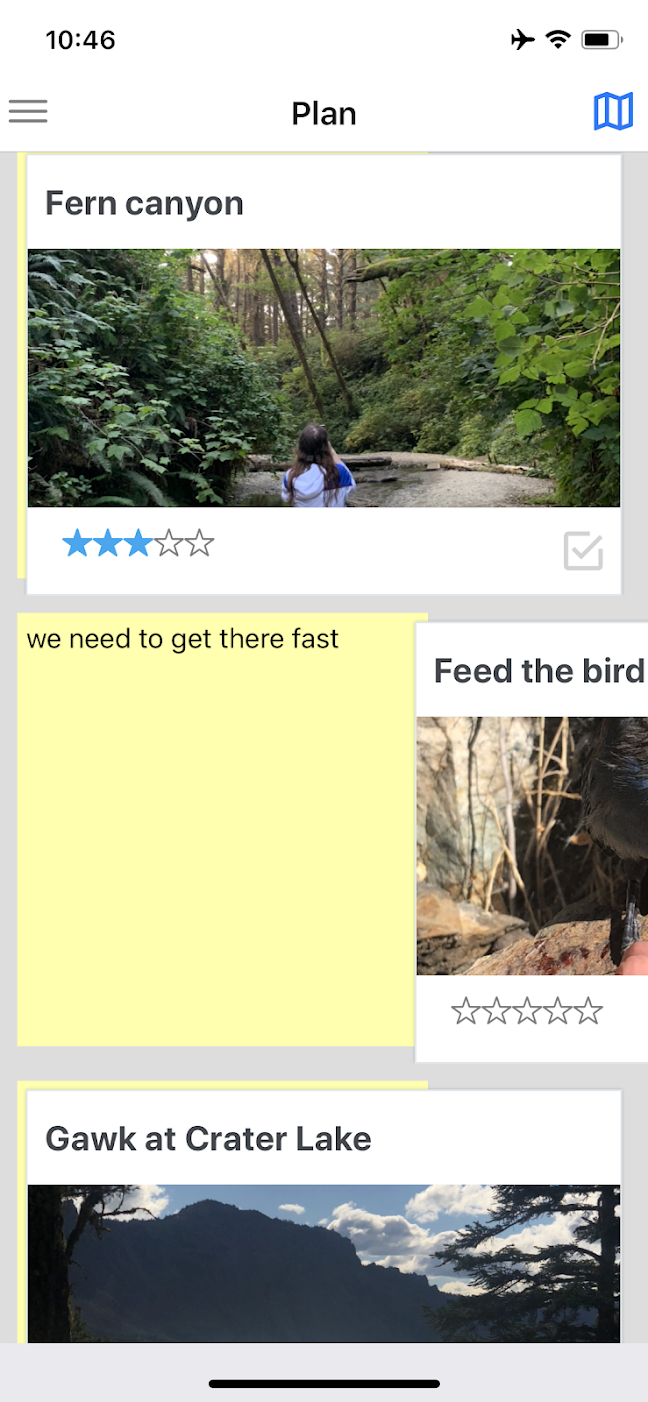 10:46
Plan
Fern canyon
we need to get there fast
Feed the bird
Gawk at Crater Lake